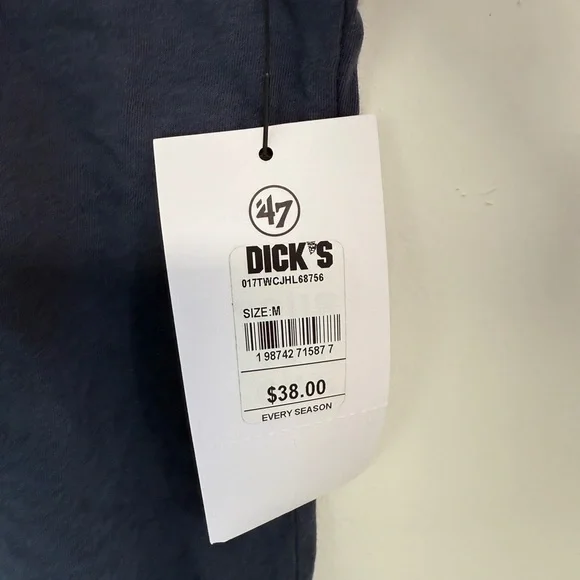 '47
DICK'S
017TWCJHL68756
SIZE:M
1 98742 71587 7
$38.00
EVERY SEASON